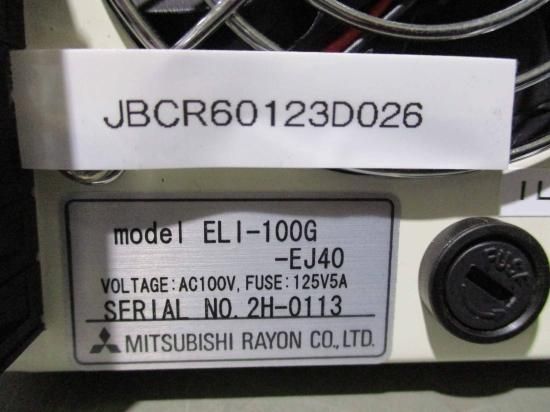 JBCR60123D026
model ELI-100G
-EJ40
VOLTAGE:AC100V, FUSE:125V5A
SERIAL NO. 2H-0113
MITSUBISHI RAYON CO., LTD.
FUSE